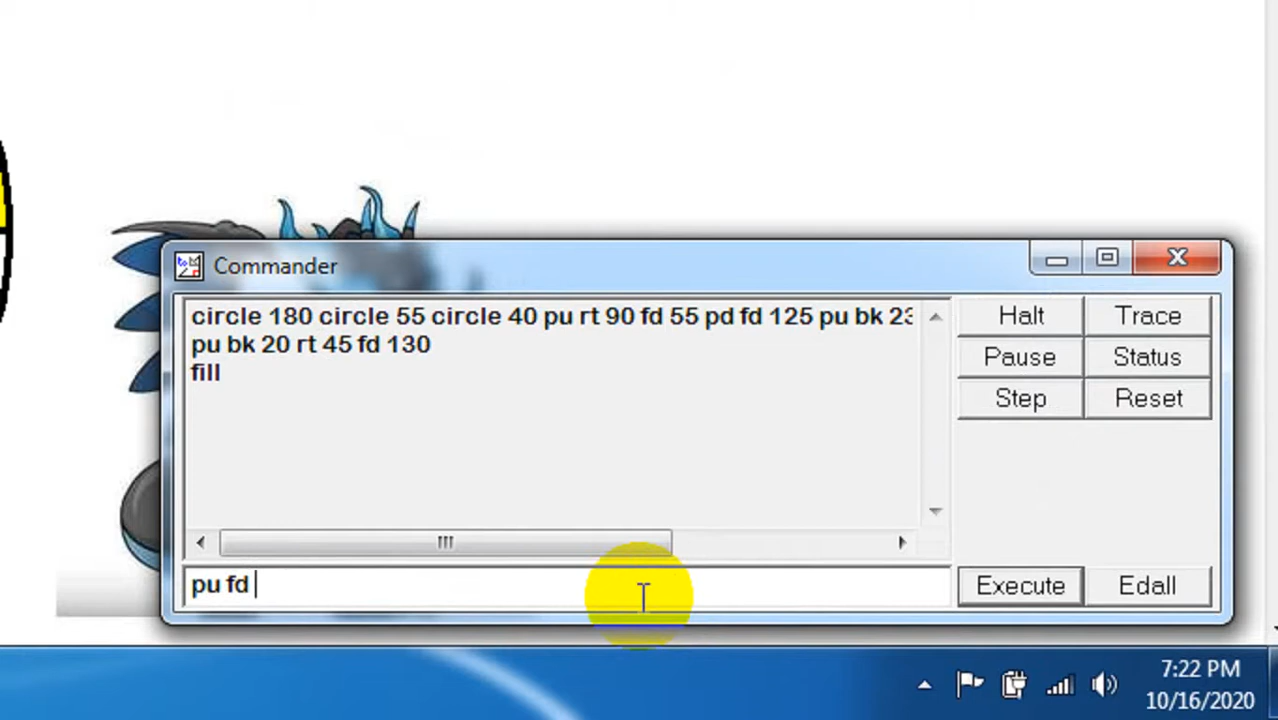 Commander
circle 180 circle 55 circle 40 pu rt 90 fd 55 pd fd 125 pu bk 23
pu bk 20 rt 45 fd 130
fill
Halt
Trace
Pause
Status
Step
Reset
pu fd
Execute
Edall
7:22 PM
10/16/2020